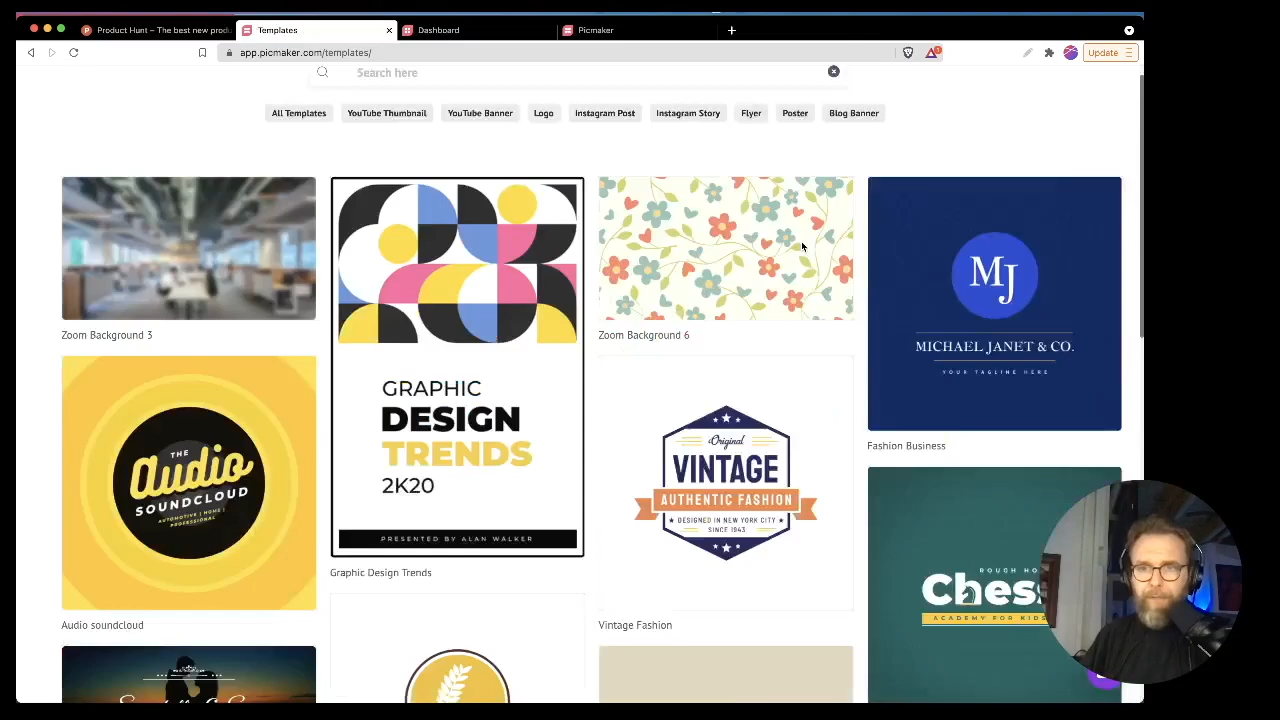 Product Hunt – The best new produ
Templates
Dashboard
Picmaker
app.picmaker.com/templates/
Update
Search here
All Templates
YouTube Thumbnail
YouTube Banner
Logo
Instagram Post
Instagram Story
Flyer
Poster
Blog Banner
Zoom Background 3
GRAPHIC
DESIGN
TRENDS
2K20
PRESENTED BY ALAN WALKER
Graphic Design Trends
Zoom Background 6
MJ
MICHAEL JANET & CO.
YOUR TAGLINE HERE
Fashion Business
THE
Audio
SOUNDCLOUD
AUTOMOTIVE | HOME |
PROFESSIONAL
Audio soundcloud
Original
VINTAGE
AUTHENTIC FASHION
DESIGNED IN NEW YORK CITY
SINCE 1943
Vintage Fashion
ROUGH HO
Chess
ACADEMY FOR KIDS